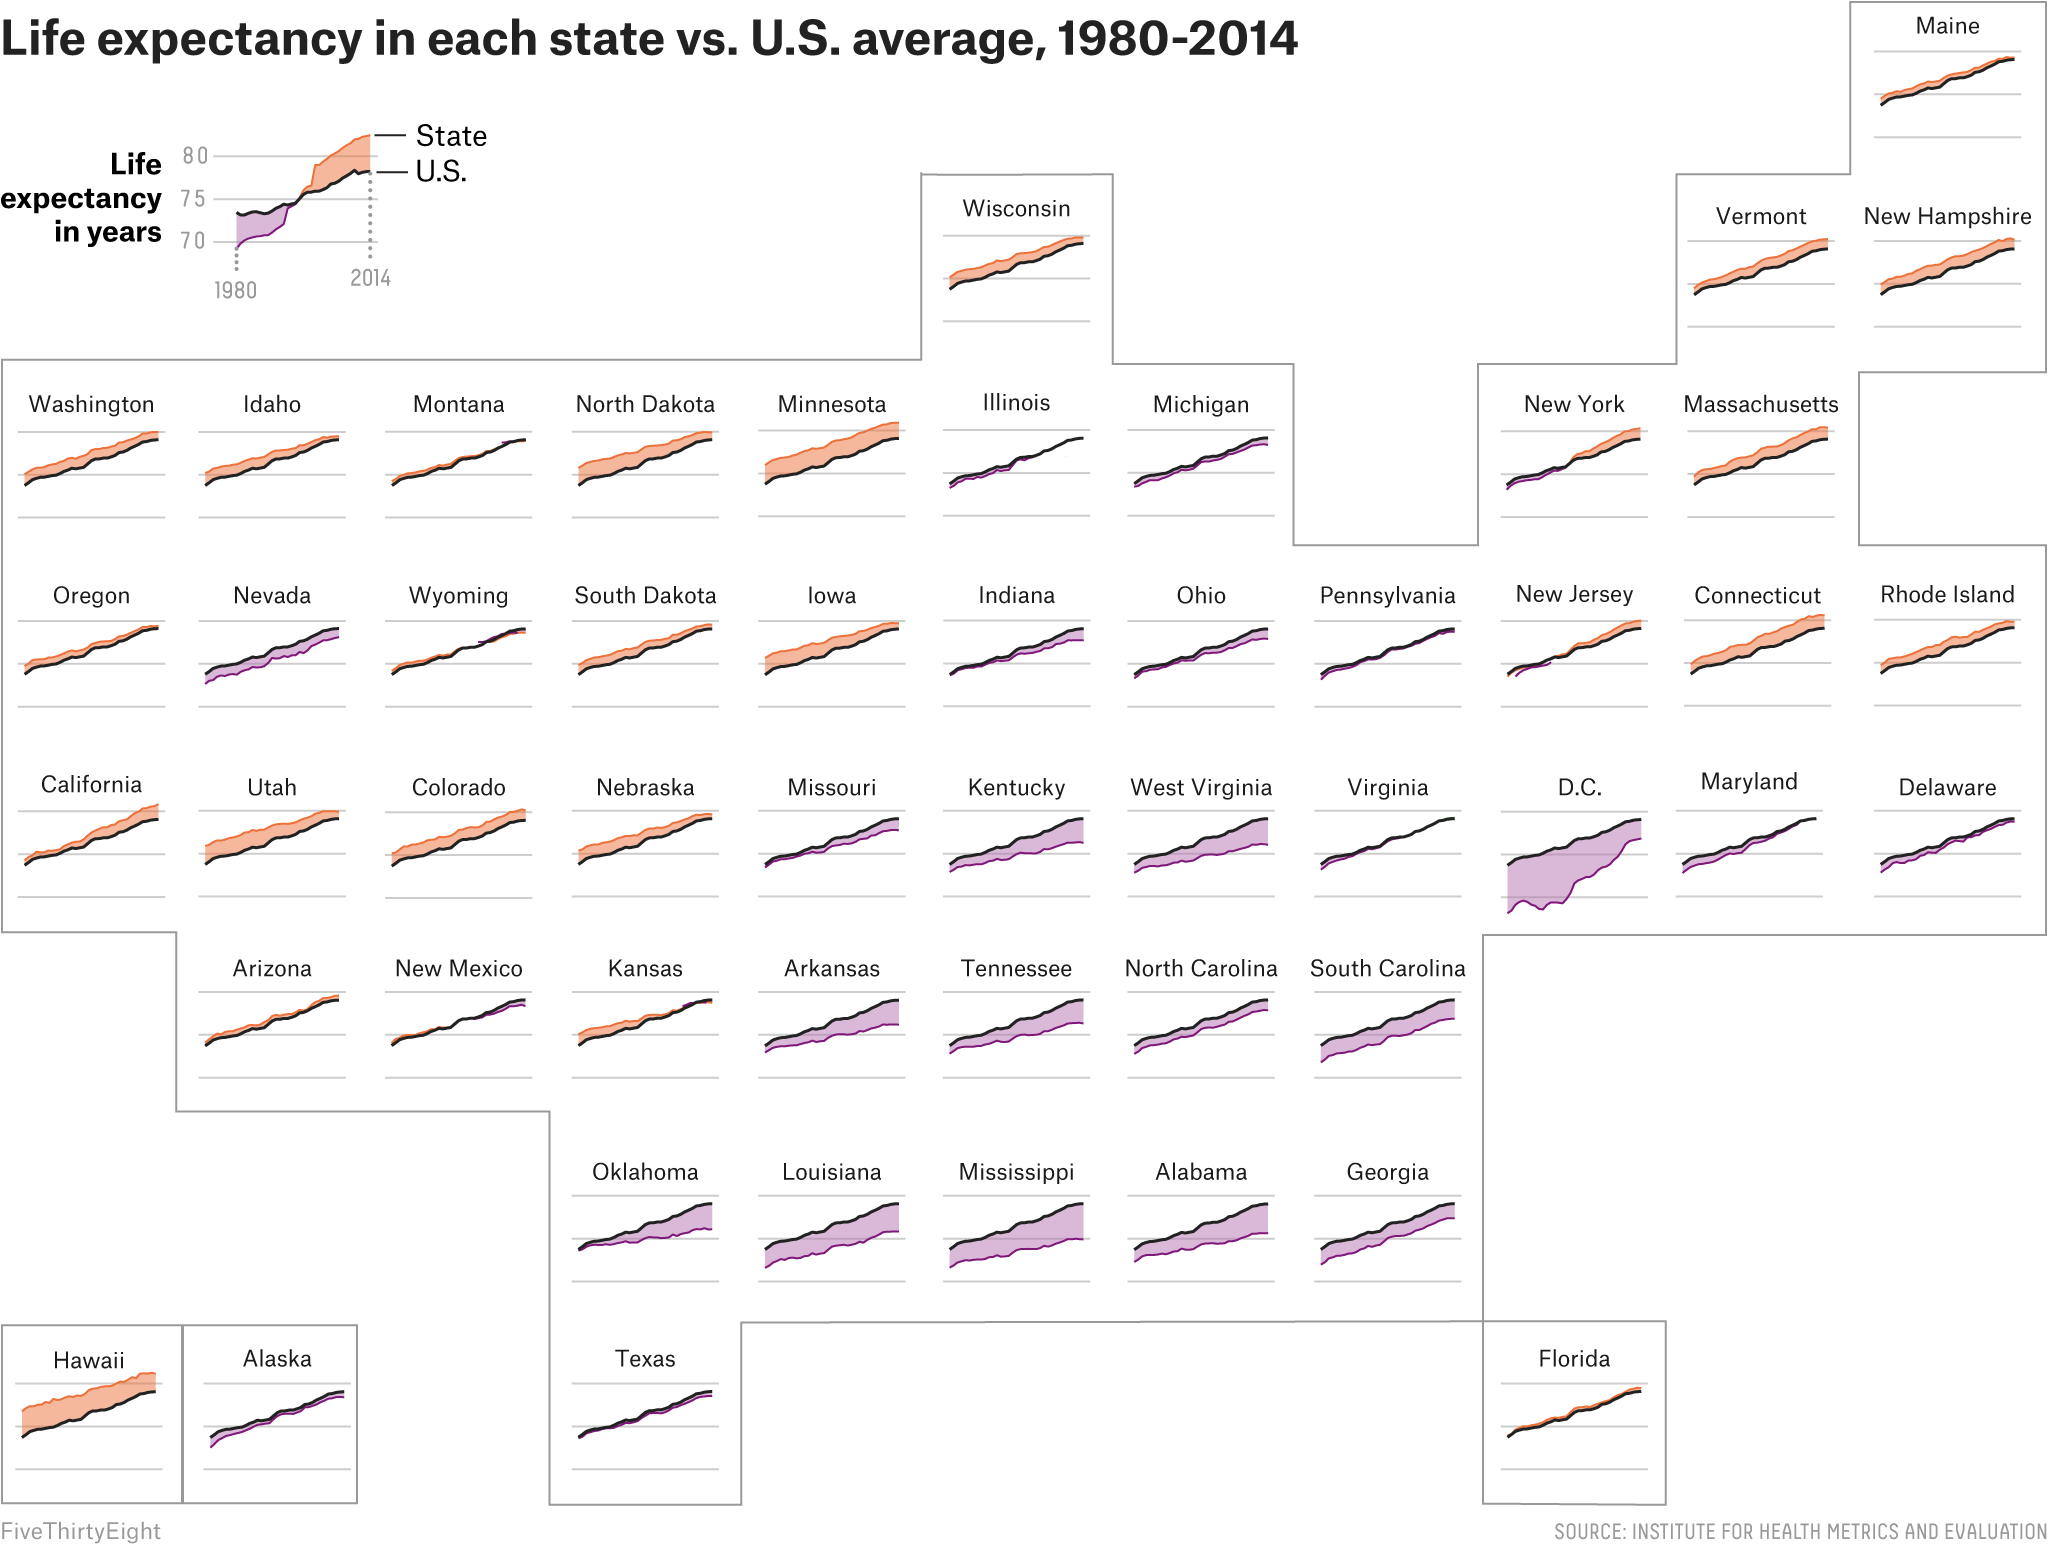 Life expectancy in each state vs. U.S. average, 1980-2014
Maine
State
Life
80
U.S.
expectancy
75
in years
70
1980
2014
Wisconsin
Vermont
New Hampshire
Washington
Idaho
Montana
North Dakota
Minnesota
Illinois
Michigan
New York
Massachusetts
Oregon
Nevada
Wyoming
South Dakota
Iowa
Indiana
Ohio
Pennsylvania
New Jersey
Connecticut
Rhode Island
California
Utah
Colorado
Nebraska
Missouri
Kentucky
West Virginia
Virginia
D.C.
Maryland
Delaware
Arizona
New Mexico
Kansas
Arkansas
Tennessee
North Carolina
South Carolina
Oklahoma
Louisiana
Mississippi
Alabama
Georgia
Hawaii
Alaska
Texas
Florida
FiveThirtyEight
SOURCE: INSTITUTE FOR HEALTH METRICS AND EVALUATION